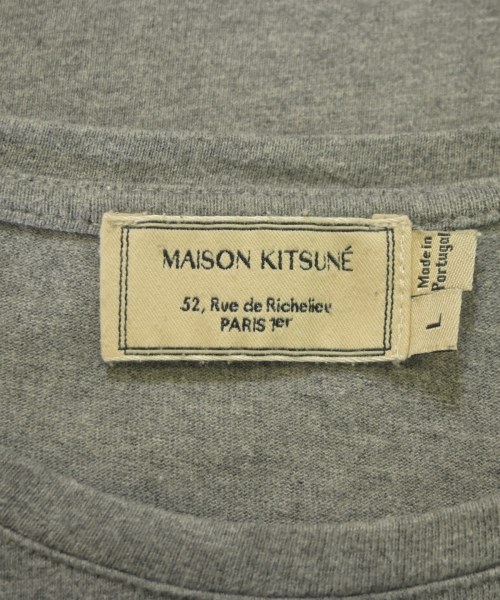 MAISON KITSUNÉ
52, Rue de Richelieu
PARIS 1er
Made in
Portugal
L